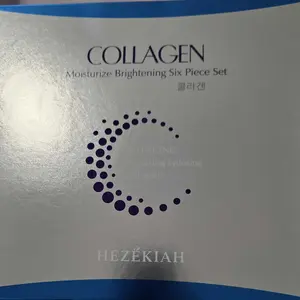 COLLAGEN
Moisturize Brightening Six Piece Set
콜라겐
HEZEKIAH